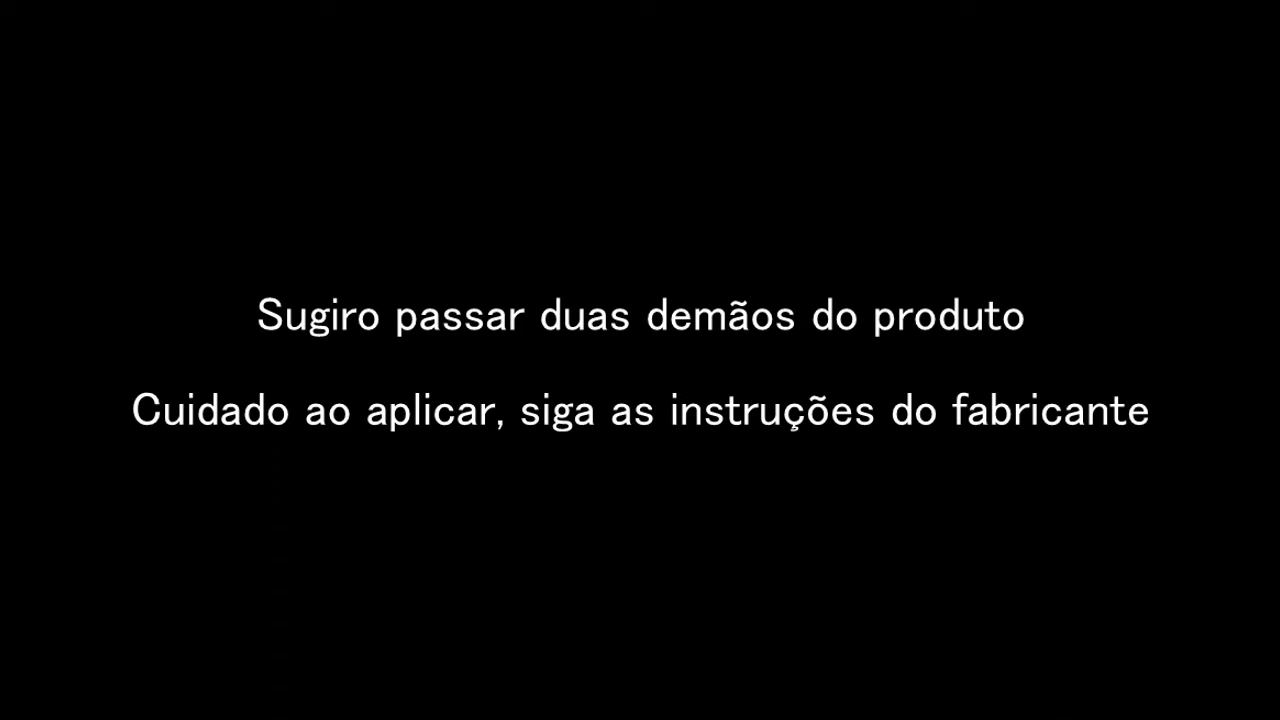 Sugiro passar duas demãos do produto
Cuidado ao aplicar, siga as instruções do fabricante